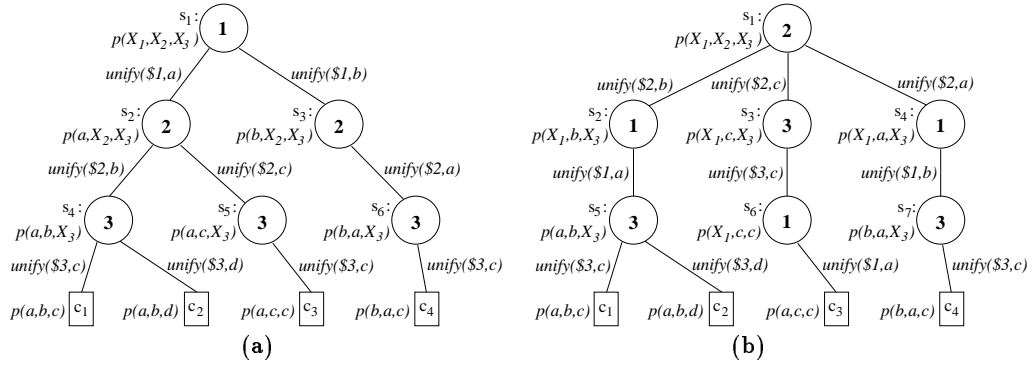 s1: 1
p(X1,X2,X3)
unify($1,a) unify($1,b)
s2: 2 s3: 2
p(a,X2,X3) p(b,X2,X3)
unify($2,b) unify($2,c) unify($2,a)
s4: 3 s5: 3 s6: 3
p(a,b,X3) p(a,c,X3) p(b,a,X3)
unify($3,c) unify($3,d) unify($3,c) unify($3,c)
p(a,b,c) c1 p(a,b,d) c2 p(a,c,c) c3 p(b,a,c) c4
(a)
s1: 2
p(X1,X2,X3)
unify($2,b) unify($2,c) unify($2,a)
s2: 1 s3: 3 s4: 1
p(X1,b,X3) p(X1,c,X3) p(X1,a,X3)
unify($1,a) unify($3,c) unify($1,b)
s5: 3 s6: 1 s7: 3
p(a,b,X3) p(X1,c,c) p(b,a,X3)
unify($3,c) unify($3,d) unify($1,a) unify($3,c)
p(a,b,c) c1 p(a,b,d) c2 p(a,c,c) c3 p(b,a,c) c4
(b)